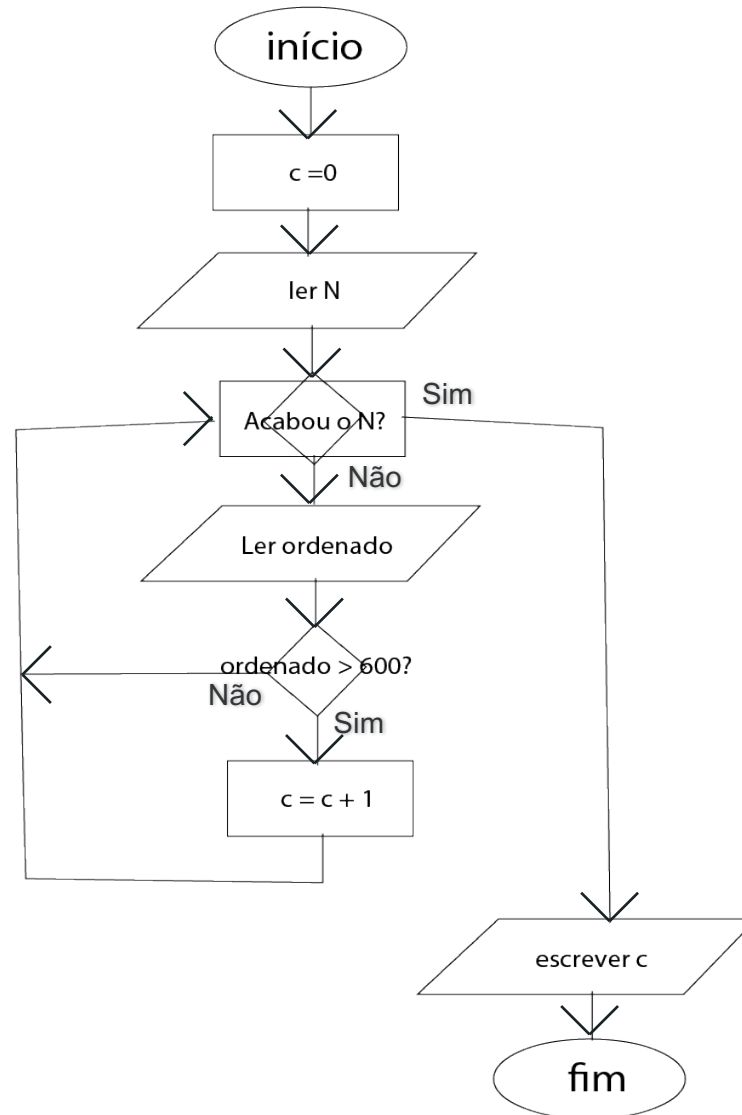 início
c =0
ler N
Acabou o N?
Sim
Não
Ler ordenado
ordenado > 600?
Não
Sim
c = c + 1
escrever c
fim